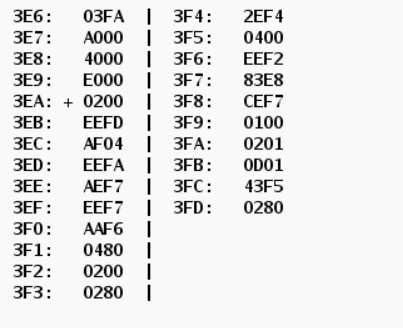 3E6: 03FA | 3F4: 2EF4
3E7: A000 | 3F5: 0400
3E8: 4000 | 3F6: EEF2
3E9: E000 | 3F7: 83E8
3EA: + 0200 | 3F8: CEF7
3EB: EEFD | 3F9: 0100
3EC: AF04 | 3FA: 0201
3ED: EEFA | 3FB: 0D01
3EE: AEF7 | 3FC: 43F5
3EF: EEF7 | 3FD: 0280
3F0: AAF6 |
3F1: 0480 |
3F2: 0200 |
3F3: 0280 |